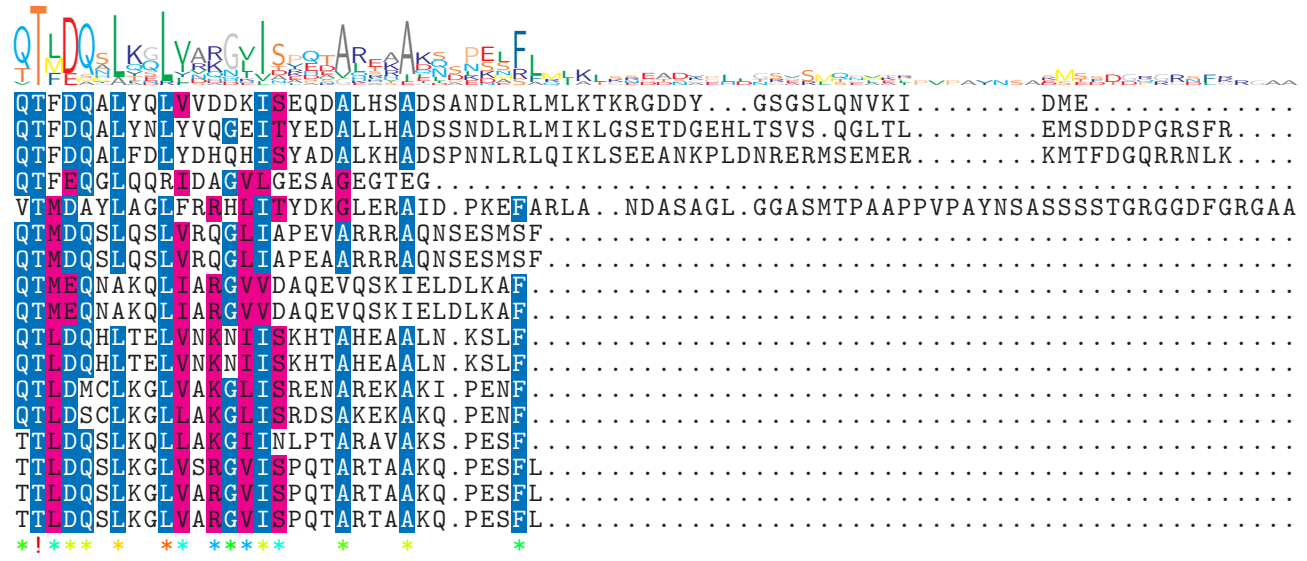 QTFDQALYQLVVDDKISEQDALHSADSANDLRLMLKTKRGDDY...GSGSLQNVKI........DME.............
QTFDQALYNLYVQGEITYEDALLHADSSNDLRLMIKLGSETDGEHLTSVS.QGLTL........EMSDDDPGRSFR....
QTFDQALFDLYDHQHISYADALKHADSPNNLRLQIKLSEEANKPLDNRERMSEMER........KMTFDGQRRNLK....
QTFEQGLQQRIDAGVLGESAGEGTEG......................................................
VTMDAYLAGLFRRHLITYDKGLERAID.PKEFARLA..NDASAGL.GGASMTPAAPPVPAYNSASSSSTGRGGDFGRGAA
QTMDQSLQSLVRQGLIAPEVARRRAQNSESMSF...............................................
QTMDQSLQSLVRQGLIAPEAARRRAQNSESMSF...............................................
QTMEQNAKQLIARGVVDAQEVQSKIELDLKAF................................................
QTMEQNAKQLIARGVVDAQEVQSKIELDLKAF................................................
QTLDQHLTELVNKNIISKHTAHEAALN.KSLF................................................
QTLDQHLTELVNKNIISKHTAHEAALN.KSLF................................................
QTLDMCLKGLVAKGLISRENAREKAKI.PENF................................................
QTLDSCLKGLLAKGLISRDSAKEKAKQ.PENF................................................
TTLDQSLKQLLAKGIINLPTARAVAKS.PESF................................................
TTLDQSLKGLVSRGVISPQTARTAAKQ.PESFL...............................................
TTLDQSLKGLVARGVISPQTARTAAKQ.PESFL...............................................
TTLDQSLKGLVARGVISPQTARTAAKQ.PESFL...............................................
*!*** *  ** *****   *   *      *